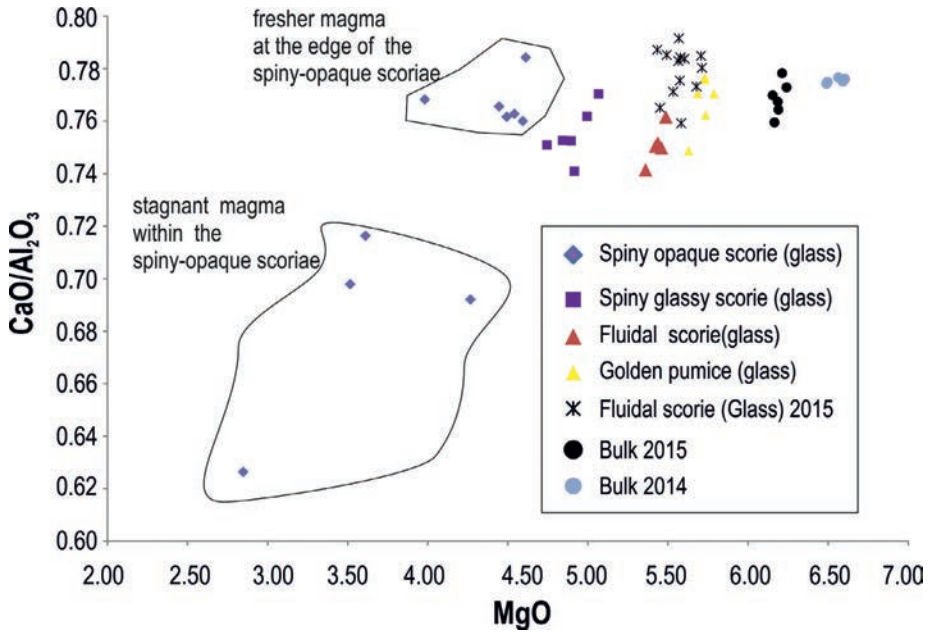 0.80
0.78
0.76
0.74
0.72
0.70
0.68
0.66
0.64
0.62
0.60
CaO/Al₂O₃
fresher magma
at the edge of the
spiny-opaque scoriae
stagnant magma
within the
spiny-opaque scoriae
Spiny opaque scorie (glass)
Spiny glassy scorie (glass)
Fluidal scorie(glass)
Golden pumice (glass)
Fluidal scorie (Glass) 2015
Bulk 2015
Bulk 2014
2.00 2.50 3.00 3.50 4.00 4.50 5.00 5.50 6.00 6.50 7.00
MgO